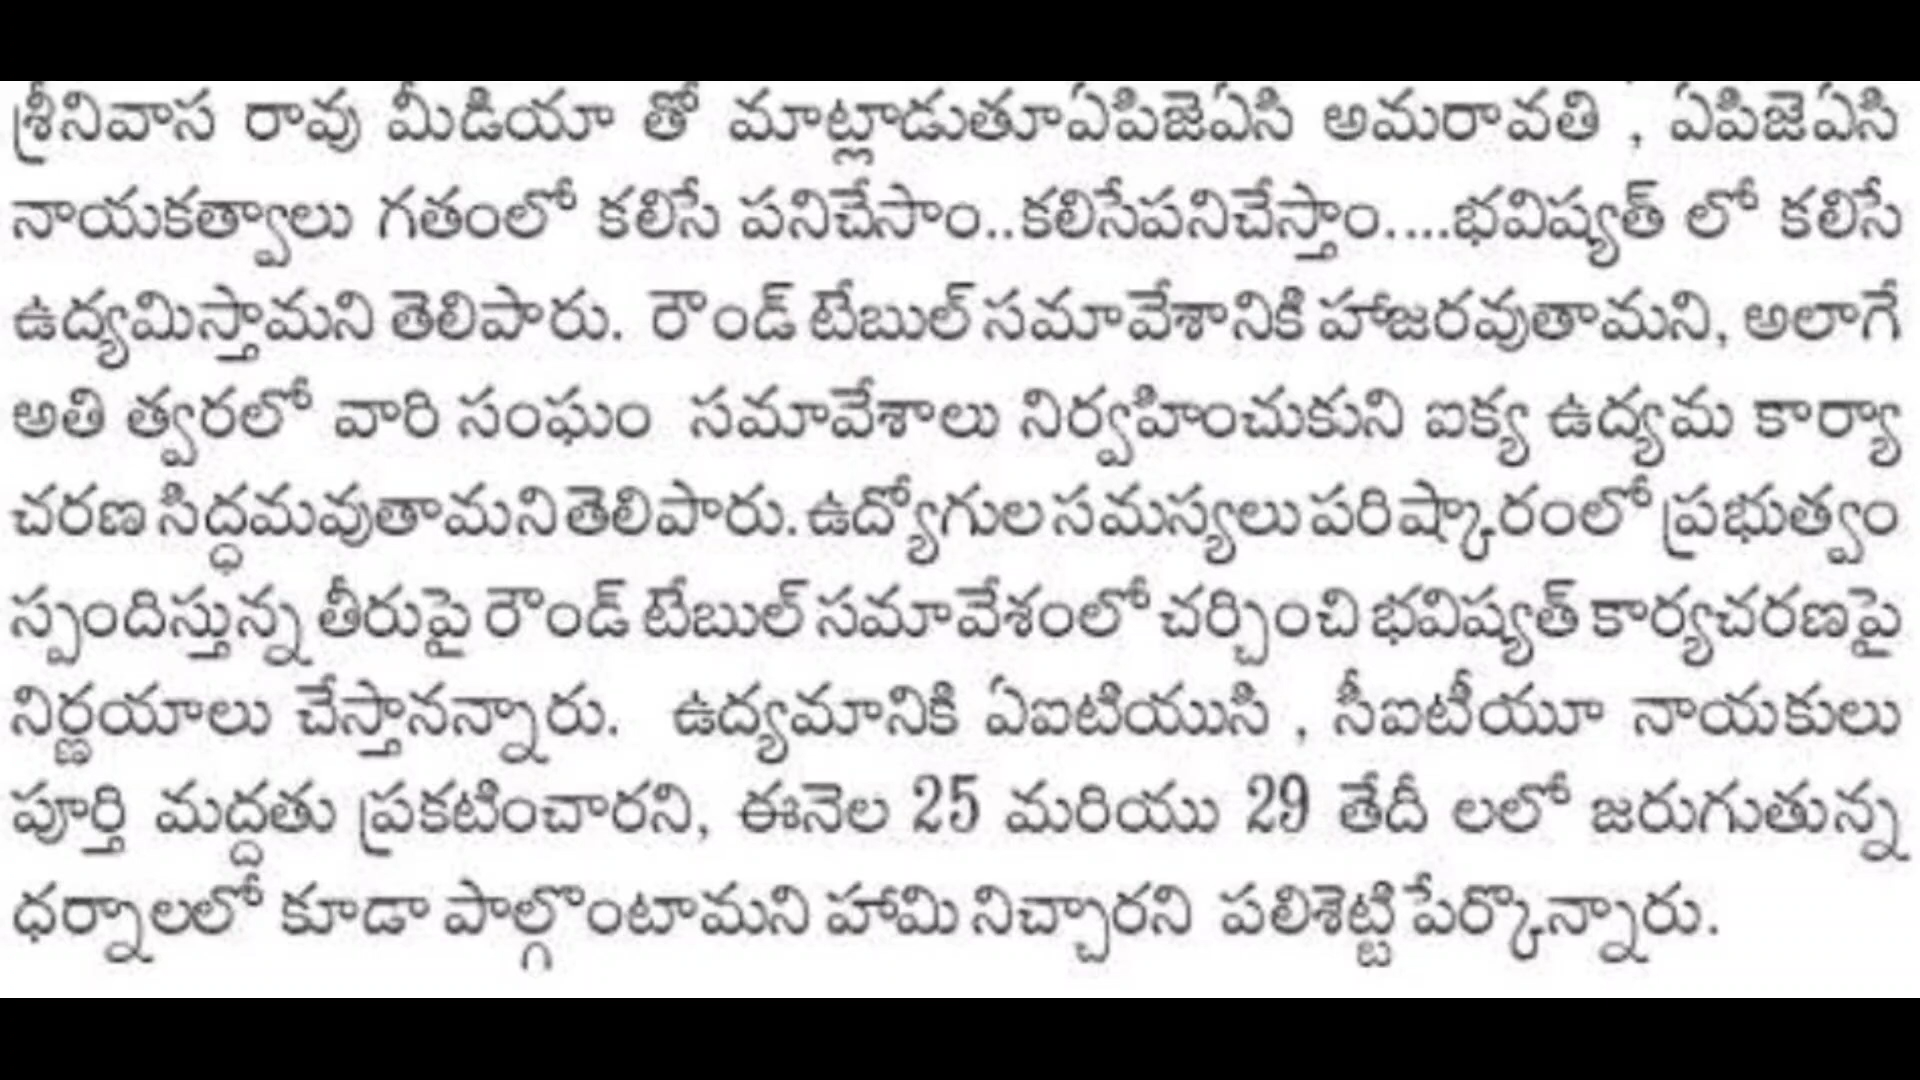 శ్రీనివాస రావు మీడియా తో మాట్లాడుతూఏపిజెఏసి అమరావతి , ఏపిజెఏసి
నాయకత్వాలు గతంలో కలిసే పనిచేసాం..కలిసేపనిచేస్తాం....భవిష్యత్ లో కలిసే
ఉద్యమిస్తామని తెలిపారు. రౌండ్ టేబుల్ సమావేశానికి హాజరవుతామని, అలాగే
అతి త్వరలో వారి సంఘం సమావేశాలు నిర్వహించుకుని ఐక్య ఉద్యమ కార్యా
చరణ సిద్ధమవుతామని తెలిపారు. ఉద్యోగుల సమస్యలు పరిష్కారంలో ప్రభుత్వం
స్పందిస్తున్న తీరుపై రౌండ్ టేబుల్ సమావేశంలో చర్చించి భవిష్యత్ కార్యచరణపై
నిర్ణయాలు చేస్తానన్నారు. ఉద్యమానికి ఏఐటియుసి , సీఐటీయూ నాయకులు
పూర్తి మద్దతు ప్రకటించారని, ఈనెల 25 మరియు 29 తేదీ లలో జరుగుతున్న
ధర్నాలలో కూడా పాల్గొంటామని హామి నిచ్చారని పలిశెట్టి పేర్కొన్నారు.